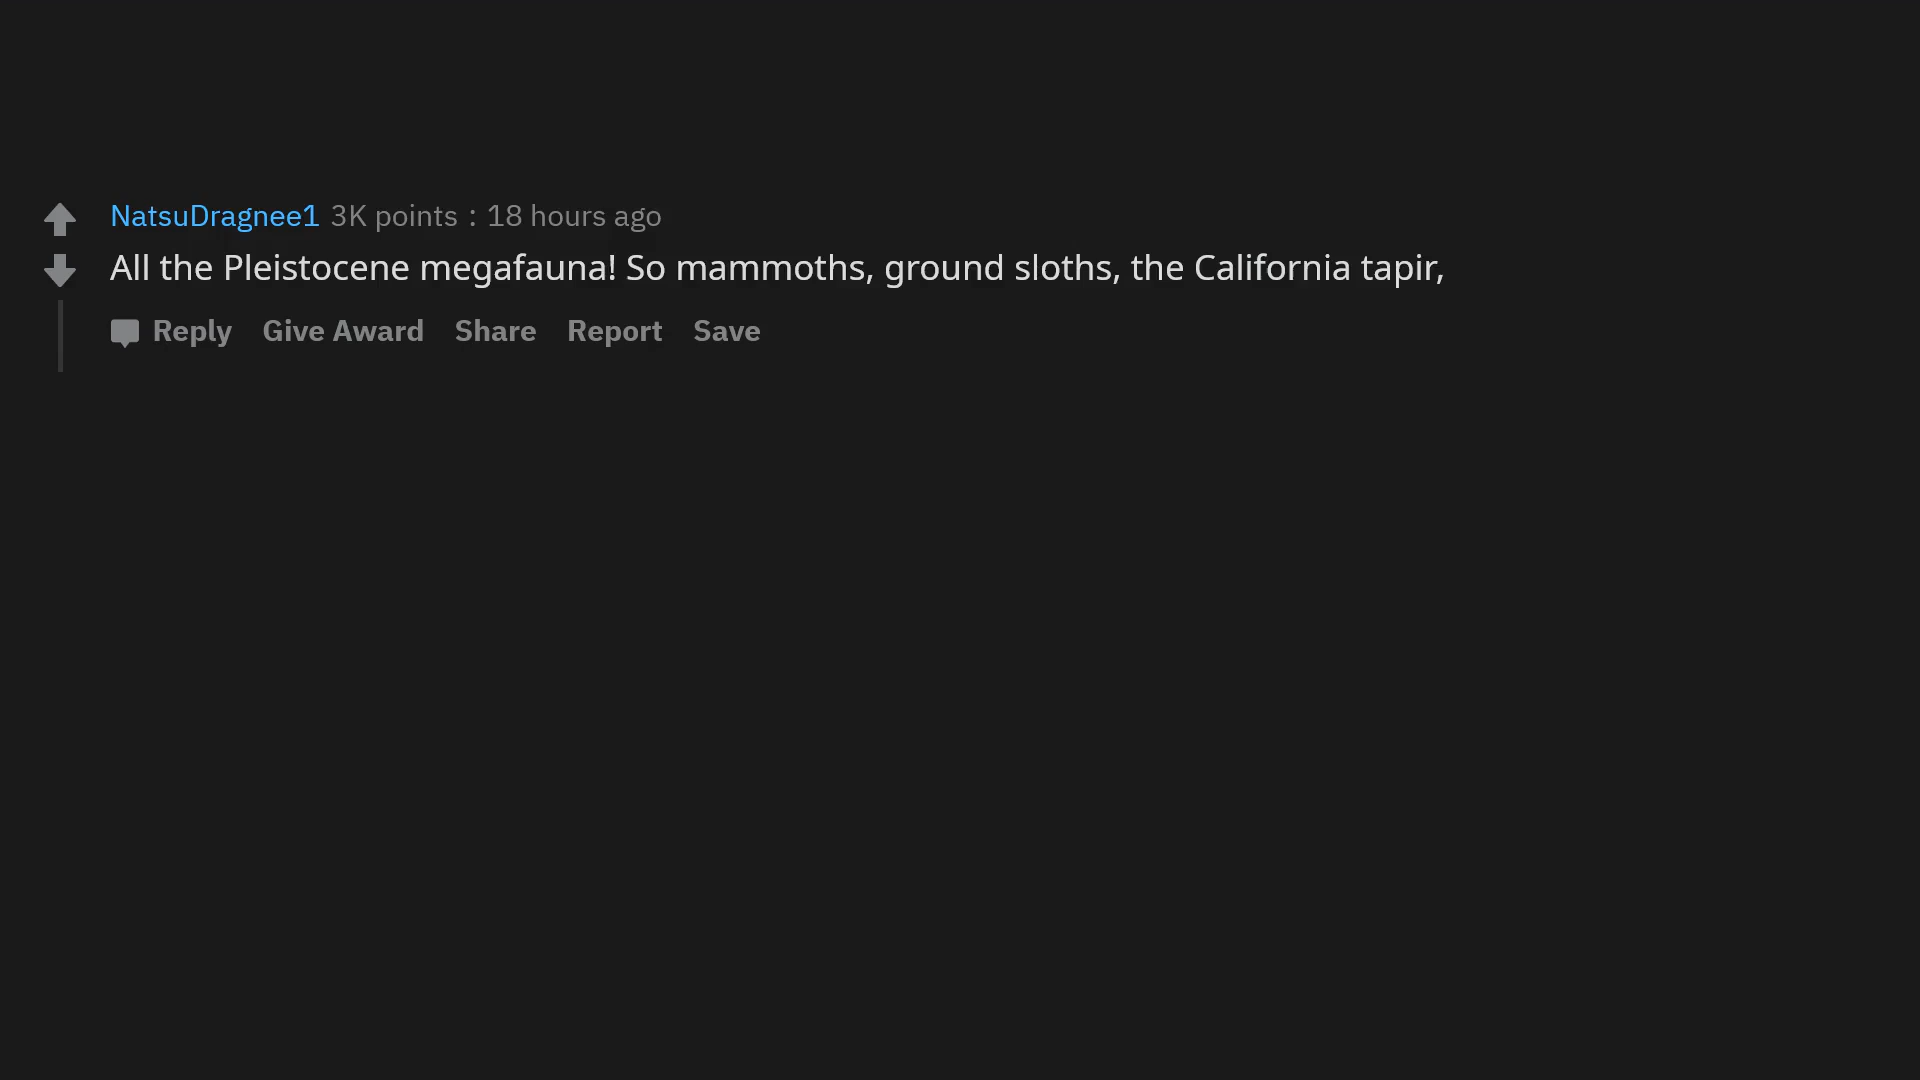 NatsuDragnee1 3K points : 18 hours ago
All the Pleistocene megafauna! So mammoths, ground sloths, the California tapir,
Reply Give Award Share Report Save